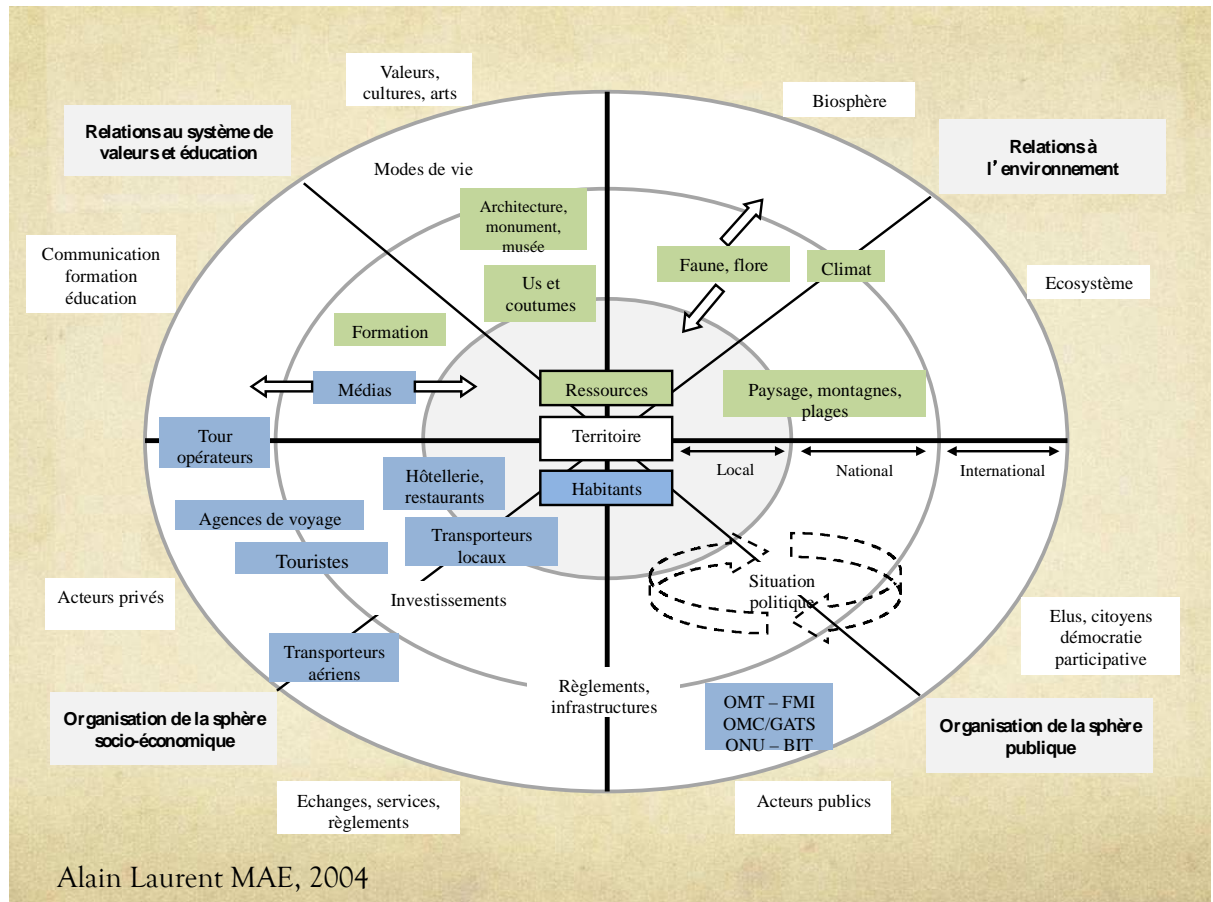 Valeurs,
cultures, arts
Biosphère
Relations au système de
valeurs et éducation
Relations à
l’environnement
Modes de vie
Architecture,
monument,
musée
Communication
formation
éducation
Faune, flore
Climat
Ecosystème
Us et
coutumes
Formation
Médias
Ressources
Paysage, montagnes,
plages
Tour
opérateurs
Territoire
Local
National
International
Hôtellerie,
restaurants
Habitants
Agences de voyage
Transporteurs
locaux
Touristes
Situation
politique
Acteurs privés
Investissements
Elus, citoyens
démocratie
participative
Transporteurs
aériens
Règlements,
infrastructures
OMT – FMI
OMC/GATS
ONU – BIT
Organisation de la sphère
socio-économique
Organisation de la sphère
publique
Echanges, services,
règlements
Acteurs publics
Alain Laurent MAE, 2004